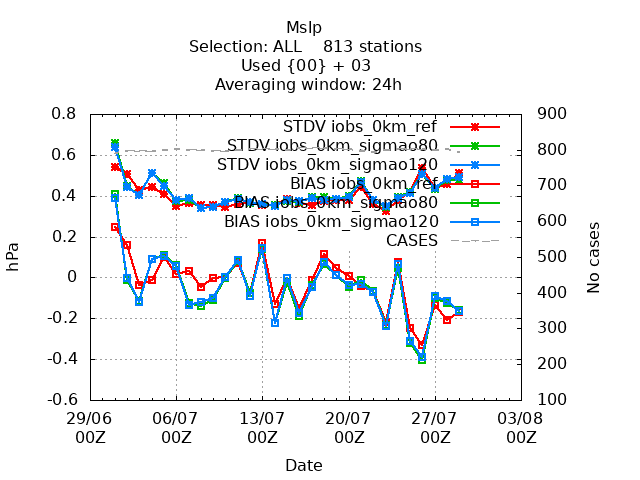 Mslp
Selection: ALL    813 stations
Used {00} + 03
Averaging window: 24h
STDV iobs_0km_ref
STDV iobs_0km_sigmao80
STDV iobs_0km_sigmao120
BIAS iobs_0km_ref
BIAS iobs_0km_sigmao80
BIAS iobs_0km_sigmao120
CASES
0.8
0.6
0.4
0.2
0
-0.2
-0.4
-0.6
hPa
900
800
700
600
500
400
300
200
100
No cases
29/06 06/07 13/07 20/07 27/07 03/08
00Z 00Z 00Z 00Z 00Z 00Z
Date